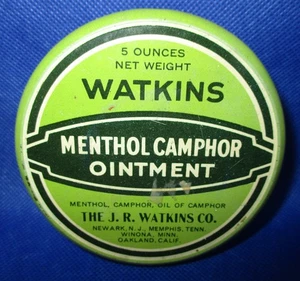 5 OUNCES
NET WEIGHT
WATKINS
MENTHOL CAMPHOR
OINTMENT
MENTHOL, CAMPHOR, OIL OF CAMPHOR
THE J. R. WATKINS CO.
NEWARK, N. J., MEMPHIS, TENN.
WINONA, MINN.
OAKLAND, CALIF.